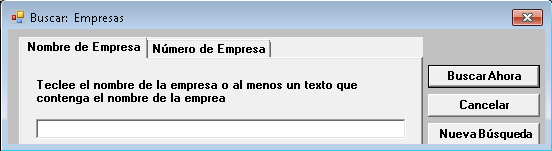 Buscar: Empresas
Nombre de Empresa
Número de Empresa
Teclee el nombre de la empresa o al menos un texto que
contenga el nombre de la emprea
Buscar Ahora
Cancelar
Nueva Búsqueda